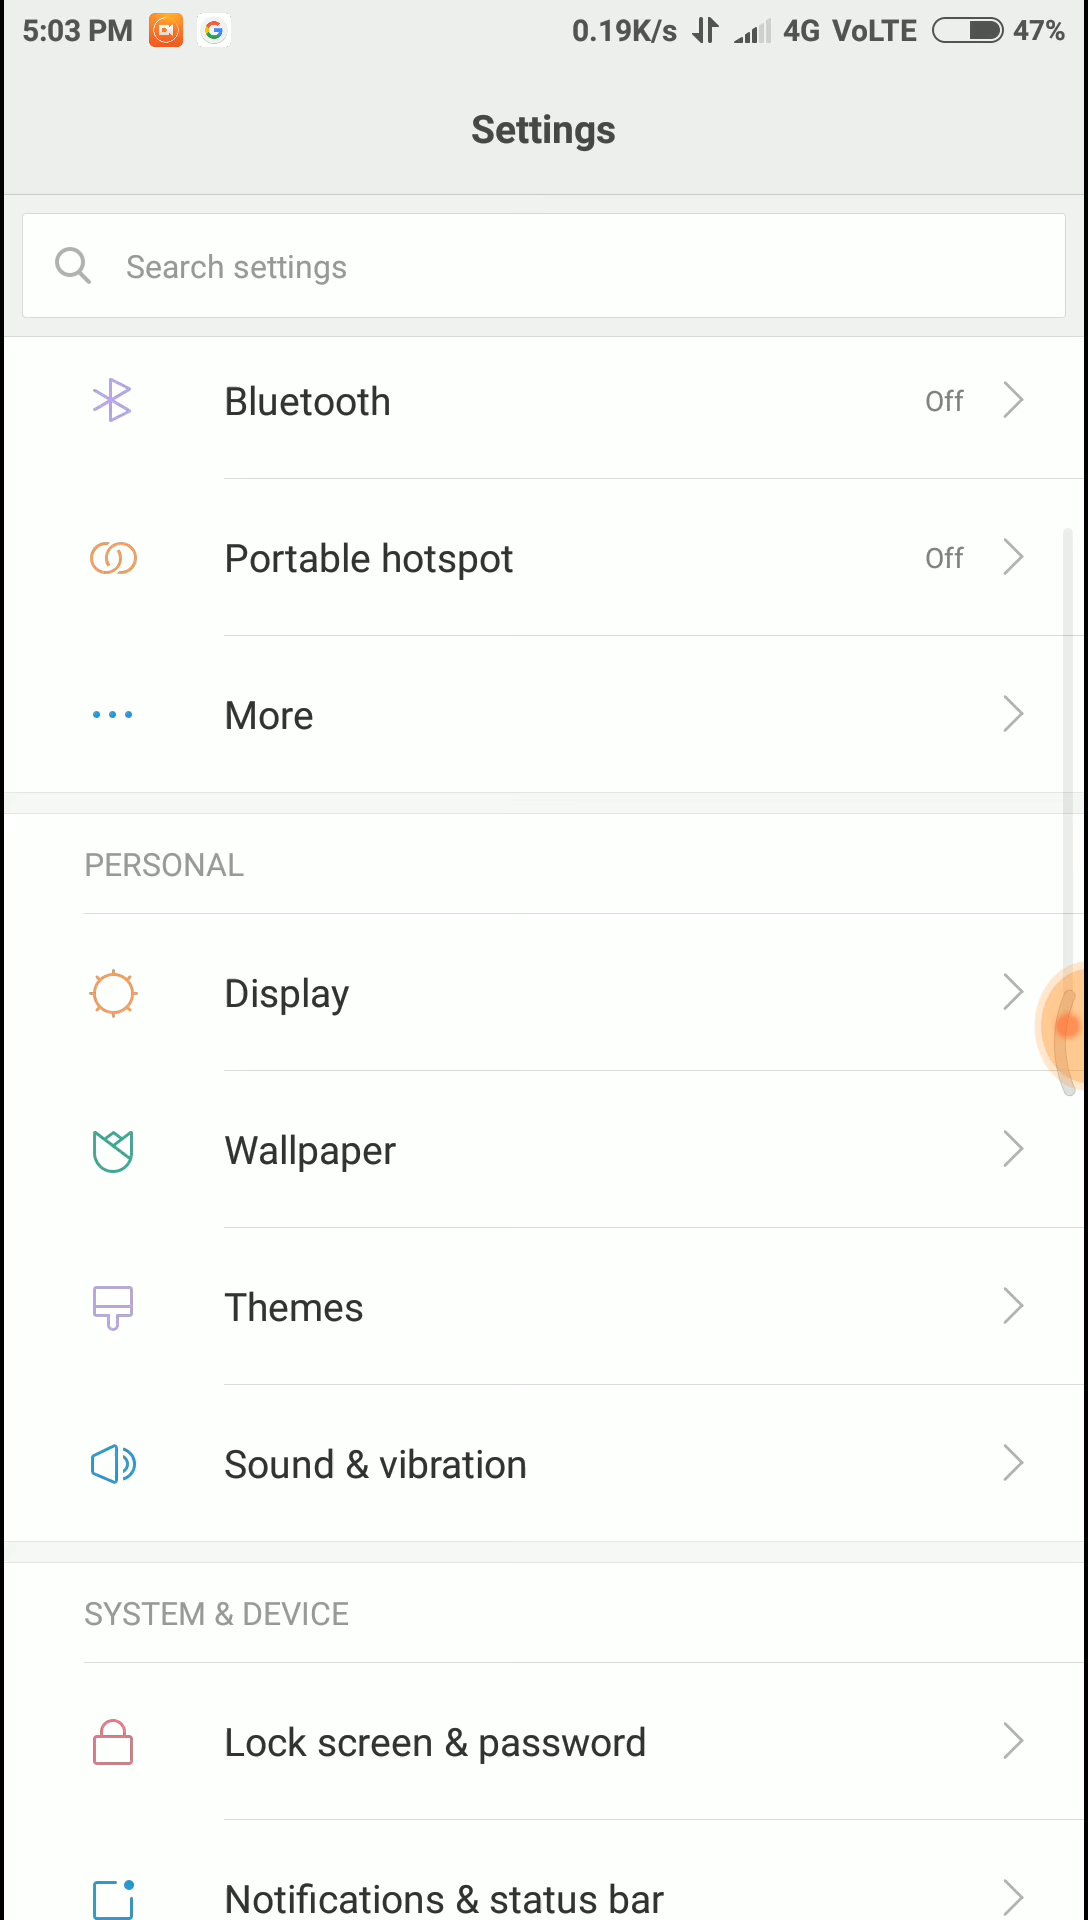 5:03 PM 0.19K/s 4G VoLTE 47%
Settings
Search settings
Bluetooth Off
Portable hotspot Off
More
PERSONAL
Display
Wallpaper
Themes
Sound & vibration
SYSTEM & DEVICE
Lock screen & password
Notifications & status bar